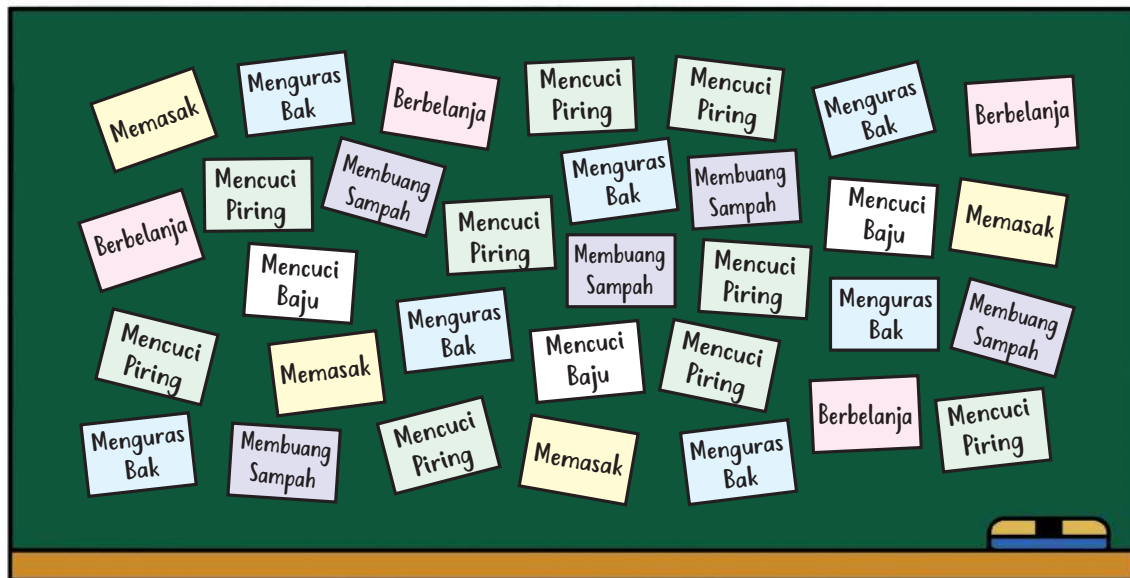 Memasak
Menguras
Bak
Berbelanja
Mencuci
Piring
Mencuci
Piring
Menguras
Bak
Berbelanja
Mencuci
Piring
Membuang
Sampah
Menguras
Bak
Membuang
Sampah
Berbelanja
Mencuci
Piring
Mencuci
Baju
Memasak
Mencuci
Baju
Membuang
Sampah
Mencuci
Piring
Mencuci
Piring
Menguras
Bak
Menguras
Bak
Membuang
Sampah
Memasak
Mencuci
Baju
Mencuci
Piring
Berbelanja
Mencuci
Piring
Menguras
Bak
Membuang
Sampah
Mencuci
Piring
Memasak
Menguras
Bak